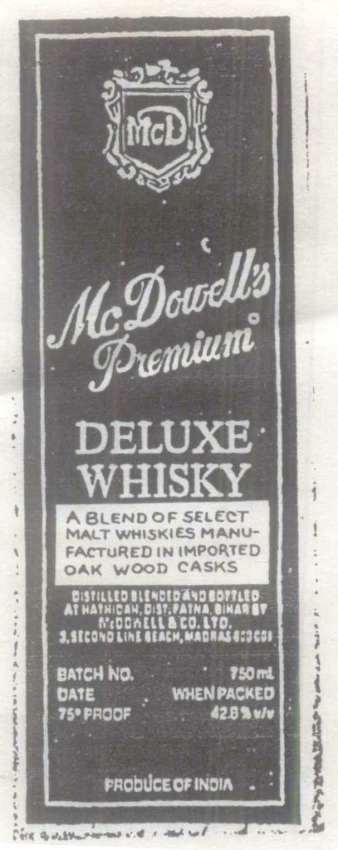 McD
McDowell's
Premium
DELUXE
WHISKY
A BLEND OF SELECT
MALT WHISKIES MANU-
FACTURED IN IMPORTED
OAK WOOD CASKS
DISTILLED BLENDED AND BOTTLED
AT HATHIDAH, DIST. PATNA, BIHAR BY
McDOWELL & CO. LTD.
3, SECOND LINE BEACH, MADRAS 600 001
BATCH NO. 750 ml
DATE WHEN PACKED
75° PROOF 42.8% v/v
PRODUCE OF INDIA